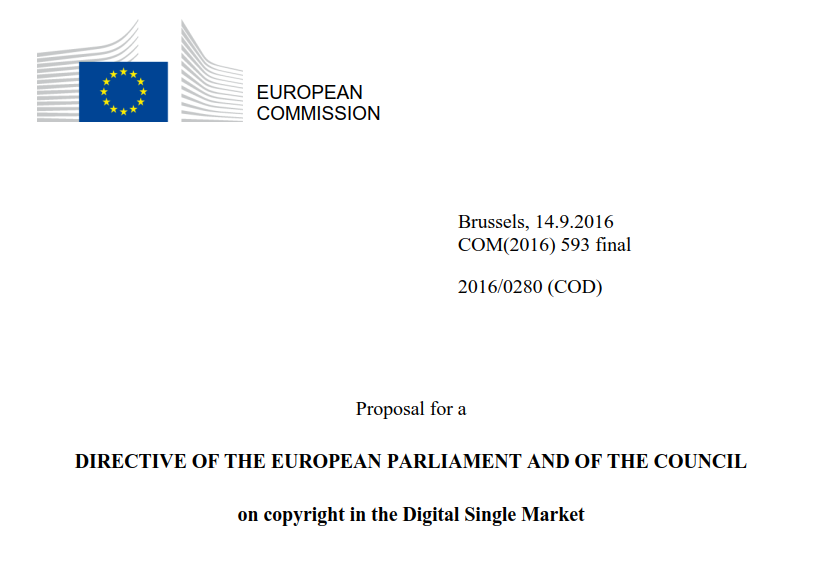 EUROPEAN
COMMISSION
Brussels, 14.9.2016
COM(2016) 593 final
2016/0280 (COD)
Proposal for a
DIRECTIVE OF THE EUROPEAN PARLIAMENT AND OF THE COUNCIL
on copyright in the Digital Single Market